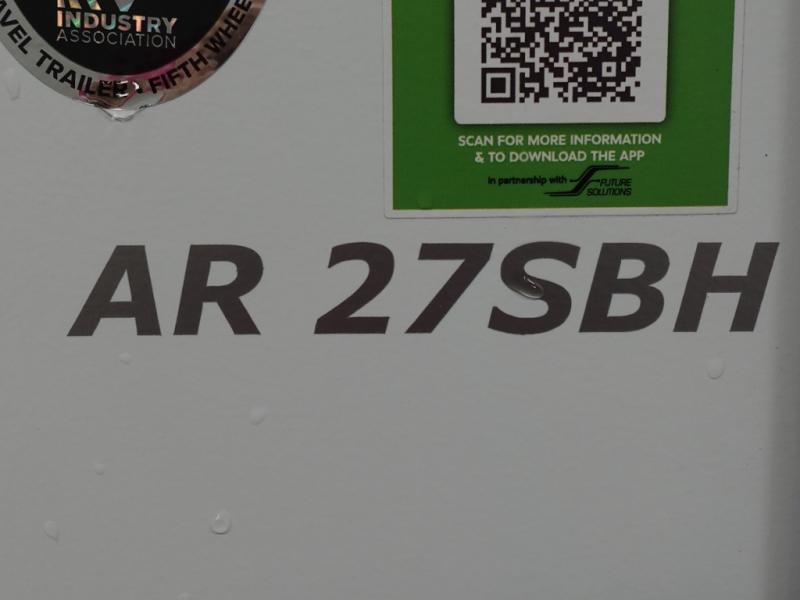 INDUSTRY
ASSOCIATION
TRAILER • FIFTH WHEE
SCAN FOR MORE INFORMATION
& TO DOWNLOAD THE APP
in partnership with FUTURE
SOLUTIONS
AR 27SBH